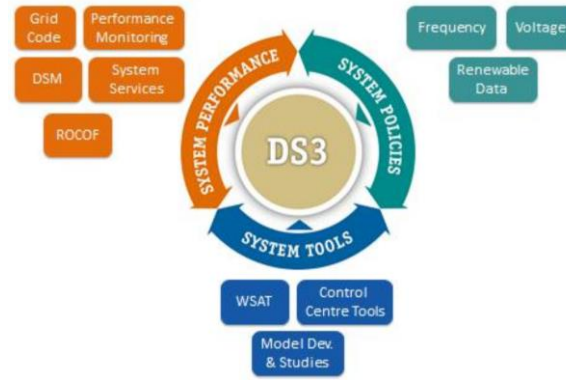 Grid
Code
Performance
Monitoring
DSM
System
Services
ROCOF
Frequency
Voltage
Renewable
Data
SYSTEM PERFORMANCE
SYSTEM POLICIES
DS3
SYSTEM TOOLS
WSAT
Control
Centre Tools
Model Dev.
& Studies